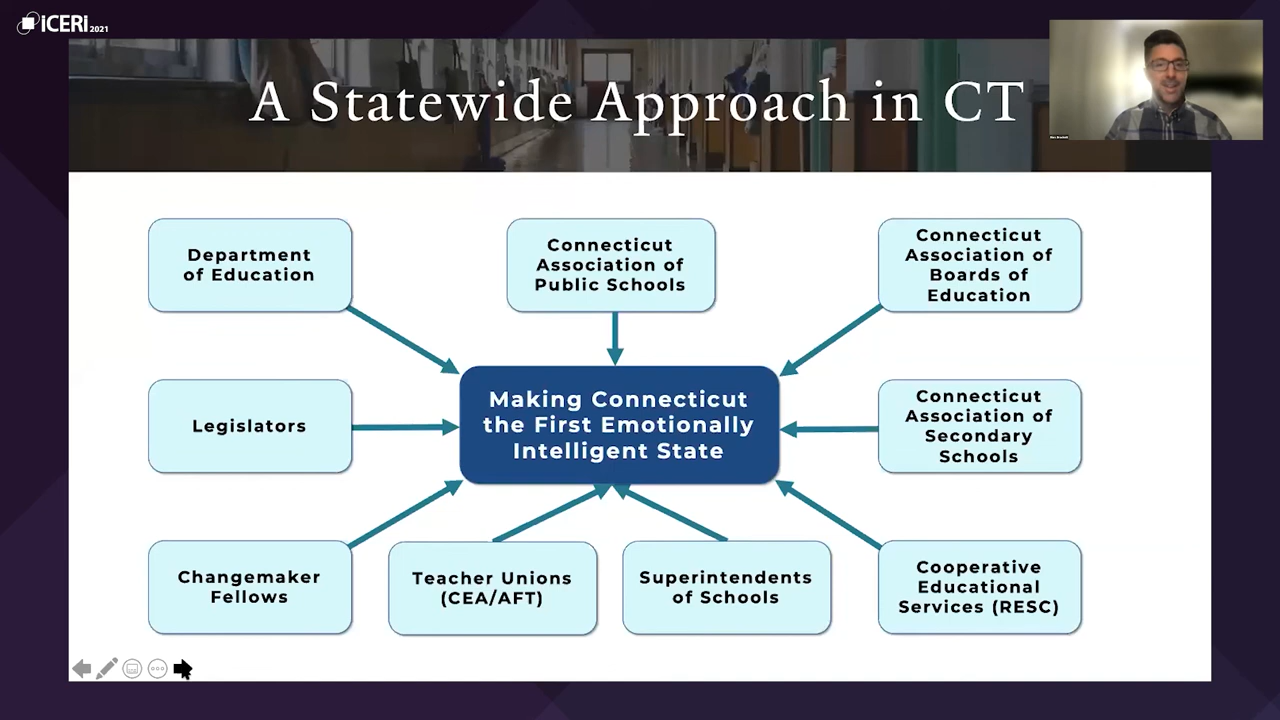 iCERi 2021
A Statewide Approach in CT
Department
of Education
Connecticut
Association of
Public Schools
Connecticut
Association of
Boards of
Education
Legislators
Making Connecticut
the First Emotionally
Intelligent State
Connecticut
Association of
Secondary
Schools
Changemaker
Fellows
Teacher Unions
(CEA/AFT)
Superintendents
of Schools
Cooperative
Educational
Services (RESC)